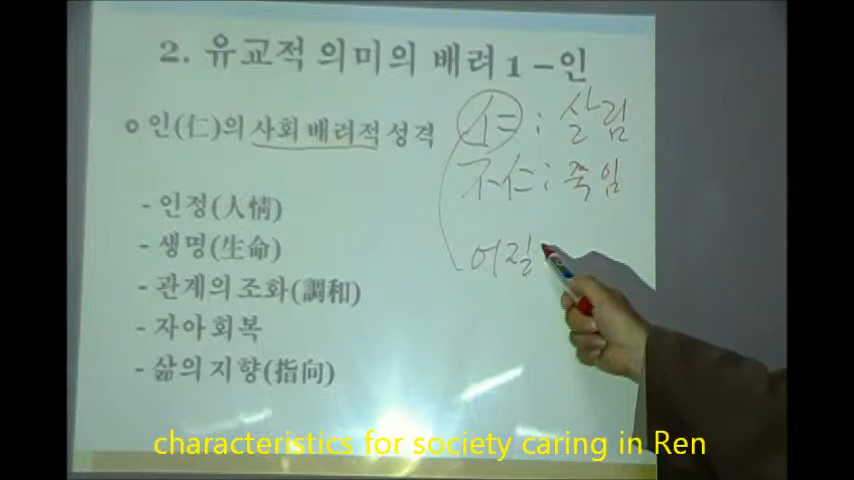 2. 유교적 의미의 배려 1 -인
인(仁)의 사회 배려적 성격
- 인정(人情)
- 생명(生命)
- 관계의 조화(調和)
- 자아회복
- 삶의 지향(指向)
仁 : 살림
不仁 : 죽임
어질
characteristics for society caring in Ren